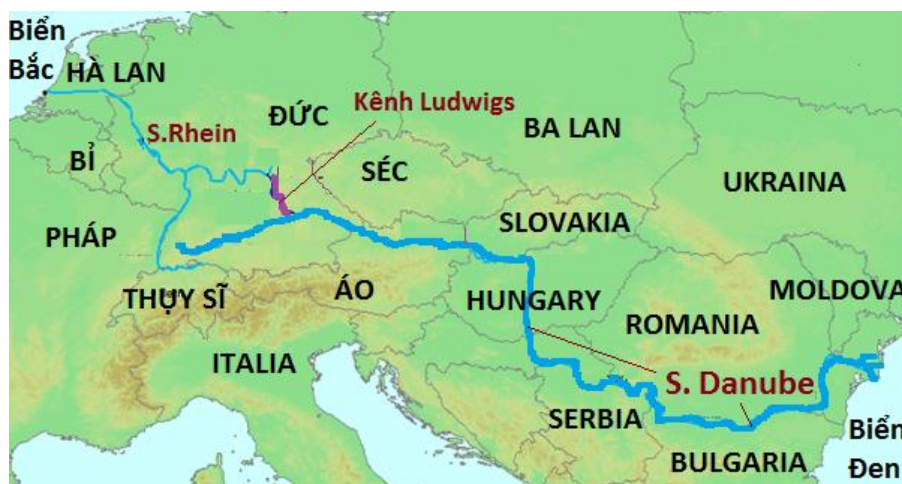 Biển
Bắc
HÀ LAN
Kênh Ludwigs
S.Rhein
ĐỨC
BA LAN
BỈ
SÉC
UKRAINA
SLOVAKIA
PHÁP
THỤY SĨ
ÁO
HUNGARY
MOLDOVA
ROMANIA
ITALIA
S. Danube
SERBIA
Biển
Đen
BULGARIA